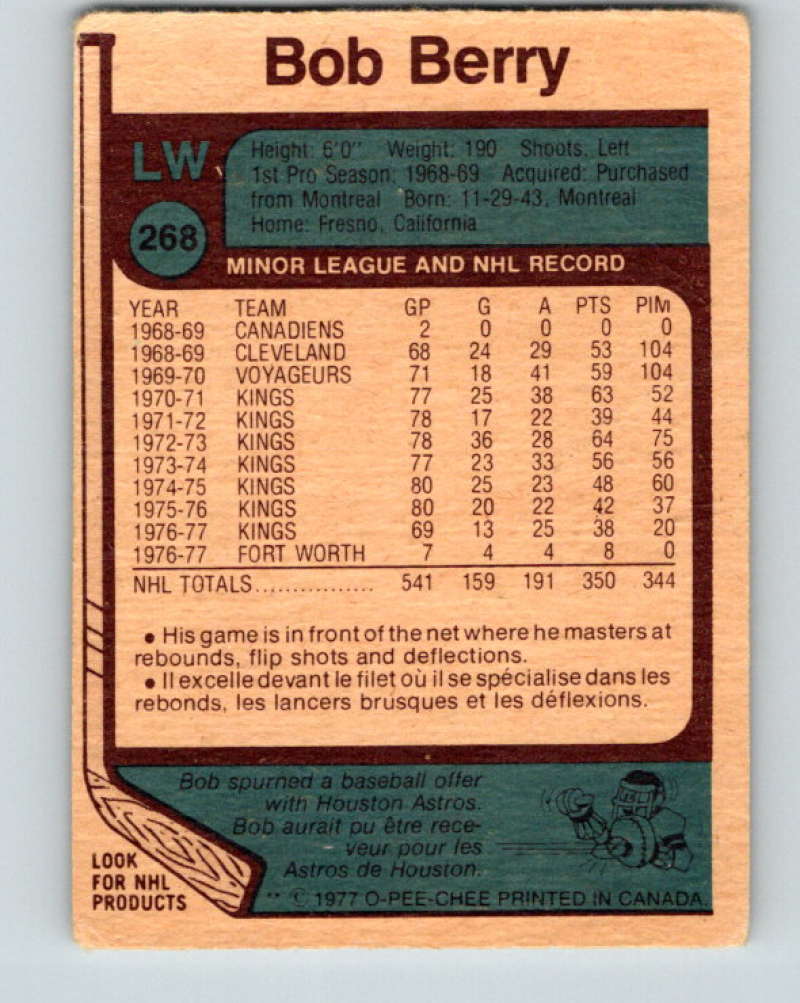 Bob Berry
LW
268
Height: 6'0" Weight: 190 Shoots: Left
1st Pro Season: 1968-69 Acquired: Purchased
from Montreal Born: 11-29-43, Montreal
Home: Fresno, California
MINOR LEAGUE AND NHL RECORD
YEAR TEAM GP G A PTS PIM
1968-69 CANADIENS 2 0 0 0 0
1968-69 CLEVELAND 68 24 29 53 104
1969-70 VOYAGEURS 71 18 41 59 104
1970-71 KINGS 77 25 38 63 52
1971-72 KINGS 78 17 22 39 44
1972-73 KINGS 78 36 28 64 75
1973-74 KINGS 77 23 33 56 56
1974-75 KINGS 80 25 23 48 60
1975-76 KINGS 80 20 22 42 37
1976-77 KINGS 69 13 25 38 20
1976-77 FORT WORTH 7 4 4 8 0
NHL TOTALS................ 541 159 191 350 344
• His game is in front of the net where he masters at
rebounds, flip shots and deflections.
• Il excelle devant le filet où il se spécialise dans les
rebonds, les lancers brusques et les déflexions.
Bob spurned a baseball offer
with Houston Astros.
Bob aurait pu être rece-
veur pour les
Astros de Houston.
LOOK
FOR NHL
PRODUCTS
** © 1977 O-PEE-CHEE PRINTED IN CANADA.